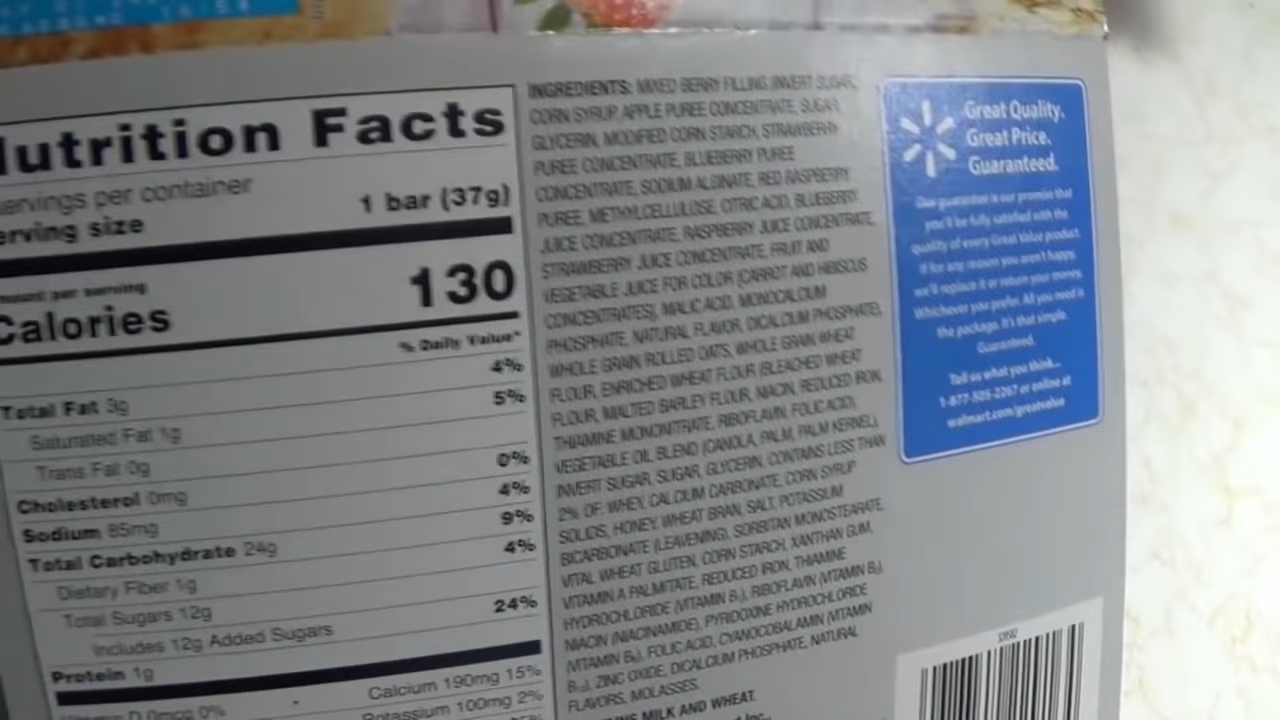 Nutrition Facts
servings per container
serving size 1 bar (37g)
Amount per serving
Calories 130
% Daily Value*
Total Fat 3g 4%
Saturated Fat 1g 5%
Trans Fat 0g
Cholesterol 0mg 0%
Sodium 85mg 4%
Total Carbohydrate 24g 9%
Dietary Fiber 1g 4%
Total Sugars 12g
Includes 12g Added Sugars 24%
Protein 1g
Vitamin D 0mcg 0% • Calcium 190mg 15%
Potassium 100mg 2%
INGREDIENTS: MIXED BERRY FILLING (INVERT SUGAR,
CORN SYRUP, APPLE PUREE CONCENTRATE, SUGAR,
GLYCERIN, MODIFIED CORN STARCH, STRAWBERRY
PUREE CONCENTRATE, BLUEBERRY PUREE
CONCENTRATE, SODIUM ALGINATE, RED RASPBERRY
PUREE, METHYLCELLULOSE, CITRIC ACID, BLUEBERRY
JUICE CONCENTRATE, RASPBERRY JUICE CONCENTRATE,
STRAWBERRY JUICE CONCENTRATE, FRUIT AND
VEGETABLE JUICE FOR COLOR [CARROT AND HIBISCUS
CONCENTRATES], MALIC ACID, MONOCALCIUM
PHOSPHATE, NATURAL FLAVOR, DICALCIUM PHOSPHATE),
WHOLE GRAIN ROLLED OATS, WHOLE GRAIN WHEAT
FLOUR, ENRICHED WHEAT FLOUR (BLEACHED WHEAT
FLOUR, MALTED BARLEY FLOUR, NIACIN, REDUCED IRON,
THIAMINE MONONITRATE, RIBOFLAVIN, FOLIC ACID),
VEGETABLE OIL BLEND (CANOLA, PALM, PALM KERNEL),
INVERT SUGAR, SUGAR, GLYCERIN, CONTAINS LESS THAN
2% OF: WHEY, CALCIUM CARBONATE, CORN SYRUP
SOLIDS, HONEY, WHEAT BRAN, SALT, POTASSIUM
BICARBONATE (LEAVENING), SORBITAN MONOSTEARATE,
VITAL WHEAT GLUTEN, CORN STARCH, XANTHAN GUM,
VITAMIN A PALMITATE, REDUCED IRON, THIAMINE
HYDROCHLORIDE (VITAMIN B₁), RIBOFLAVIN (VITAMIN B₂),
NIACIN (NIACINAMIDE), PYRIDOXINE HYDROCHLORIDE
(VITAMIN B₆), FOLIC ACID, CYANOCOBALAMIN (VITAMIN
B₁₂), ZINC OXIDE, DICALCIUM PHOSPHATE, NATURAL
FLAVORS, MOLASSES.
MILK AND WHEAT.
Inc.,
Great Quality.
Great Price.
Guaranteed.
Our guarantee is our promise that
you'll be fully satisfied with the
quality of every Great Value product.
If for any reason you aren't happy,
we'll replace it or return your money.
Whichever you prefer. All you need is
the package. It's that simple.
Guaranteed.
Tell us what you think...
1-877-505-2267 or online at
walmart.com/greatvalue